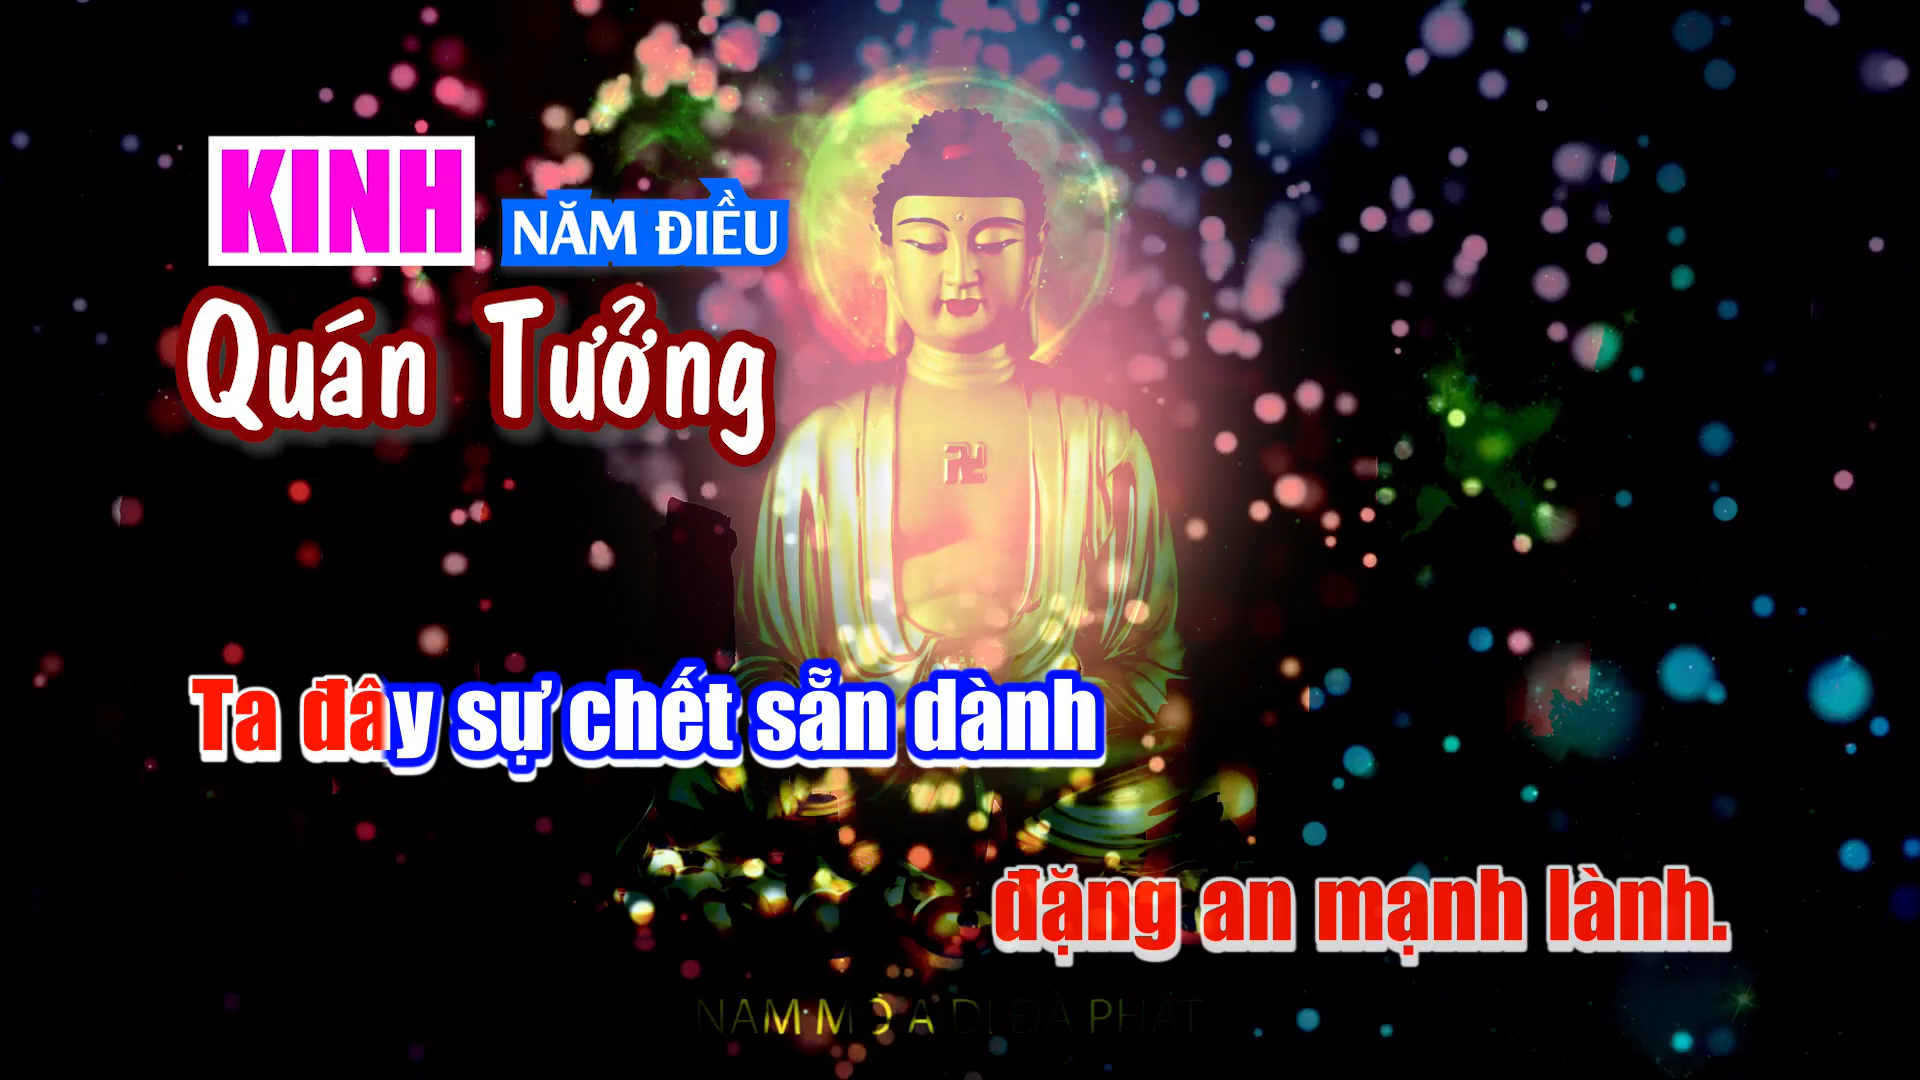 KINH NĂM ĐIỀU
Quán Tưởng
Ta đây sự chết sẵn dành
đặng an mạnh lành.
NAM MÔ A DI ĐÀ PHẬT